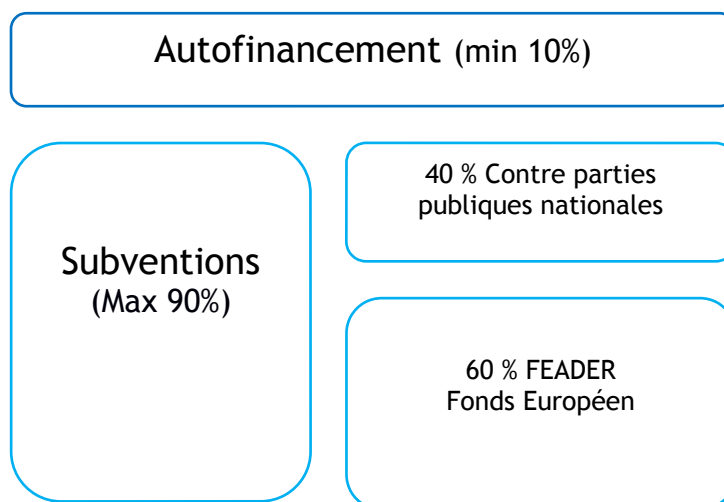 Autofinancement (min 10%)
Subventions
(Max 90%)
40 % Contre parties
publiques nationales
60 % FEADER
Fonds Européen